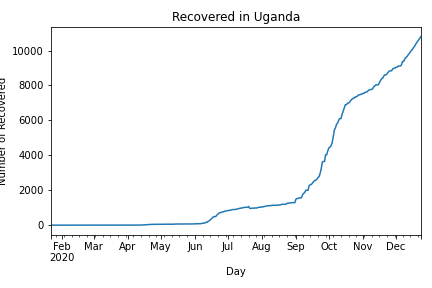 Recovered in Uganda
Number of Recovered
10000
8000
6000
4000
2000
0
Feb Mar Apr May Jun Jul Aug Sep Oct Nov Dec
2020
Day